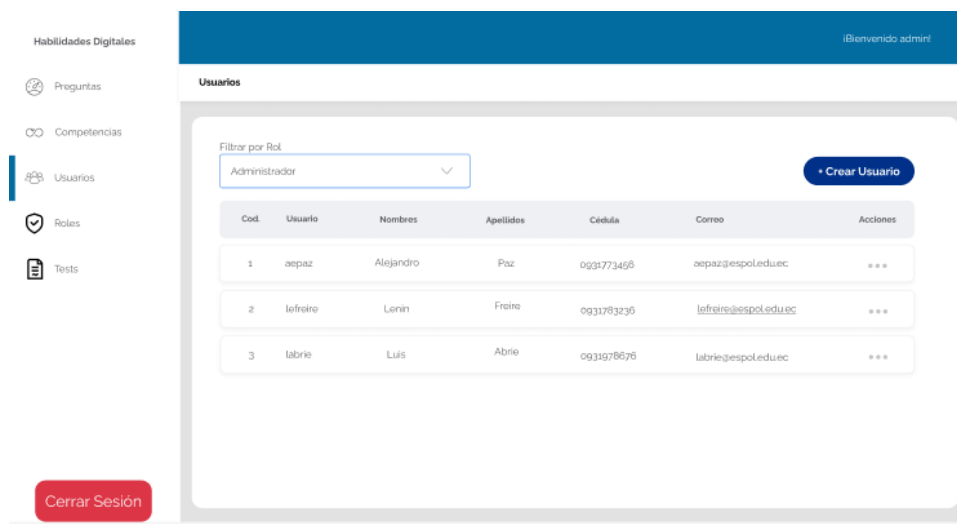 Habilidades Digitales
¡Bienvenido admin!
Preguntas
Usuarios
Competencias
Usuarios
Roles
Tests
Cerrar Sesión
Filtrar por Rol
Administrador
+ Crear Usuario
Cod. Usuario Nombres Apellidos Cédula Correo Acciones
1 aepaz Alejandro Paz 0931773456 aepaz@espol.edu.ec
2 lefreire Lenin Freire 0931783236 lefreire@espol.edu.ec
3 labrie Luis Abrie 0931978676 labrie@espol.edu.ec